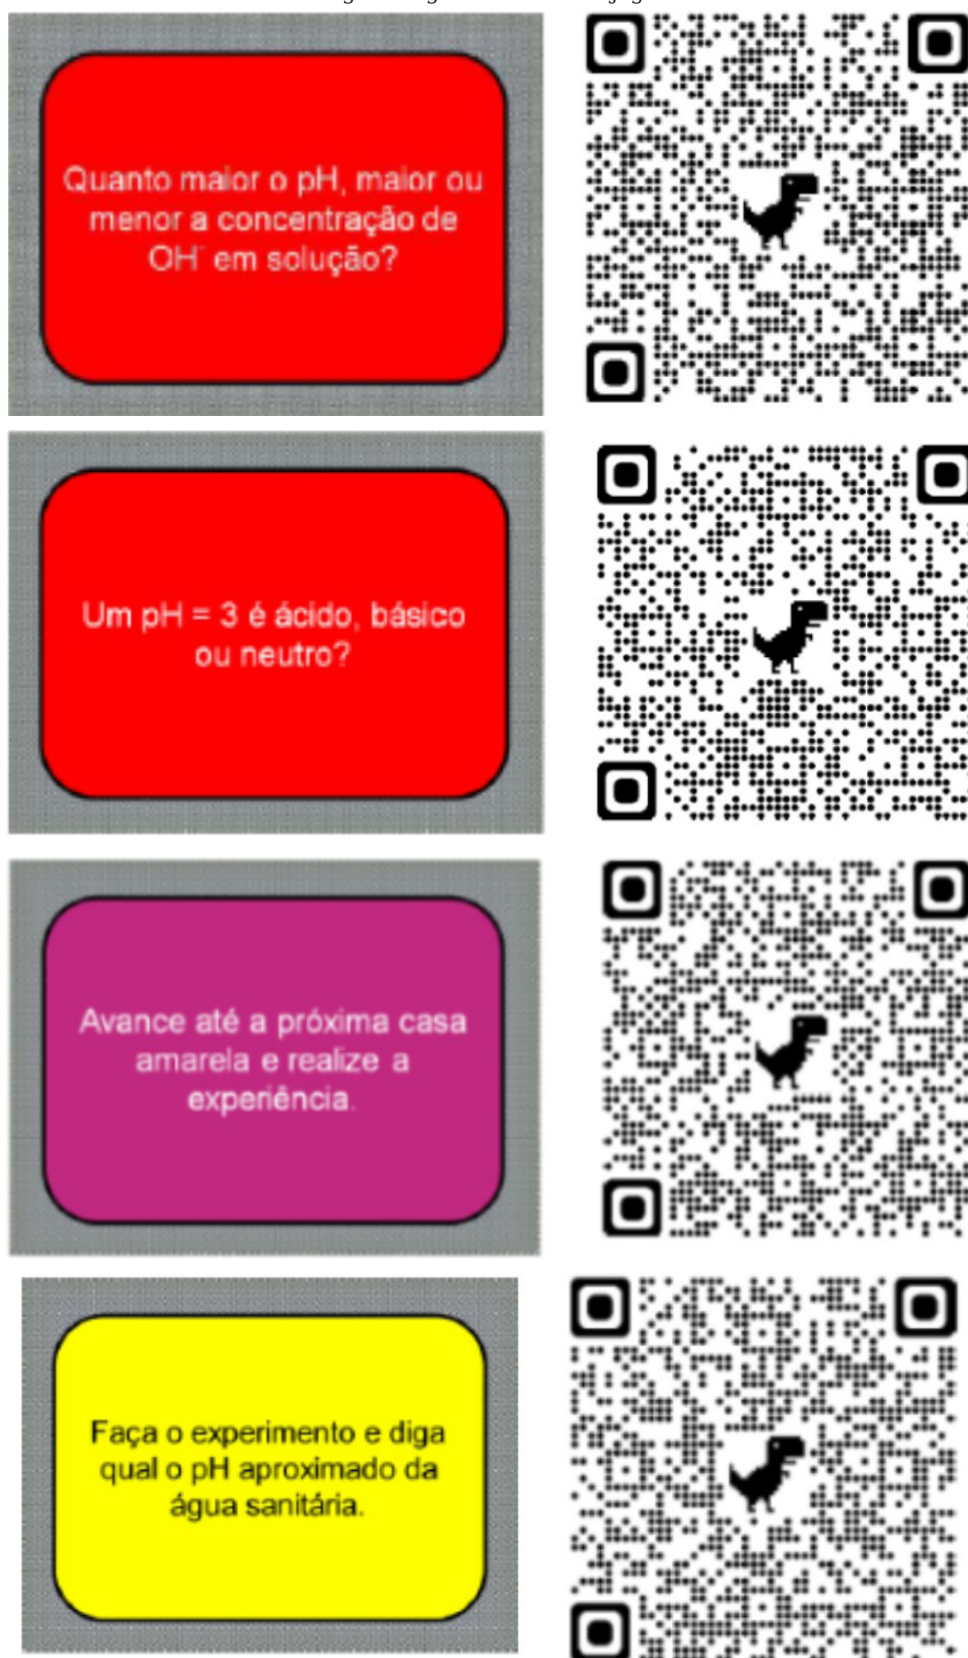 Quanto maior o pH, maior ou
menor a concentração de
OH⁻ em solução?
Um pH = 3 é ácido, básico
ou neutro?
Avance até a próxima casa
amarela e realize a
experiência.
Faça o experimento e diga
qual o pH aproximado da
água sanitária.